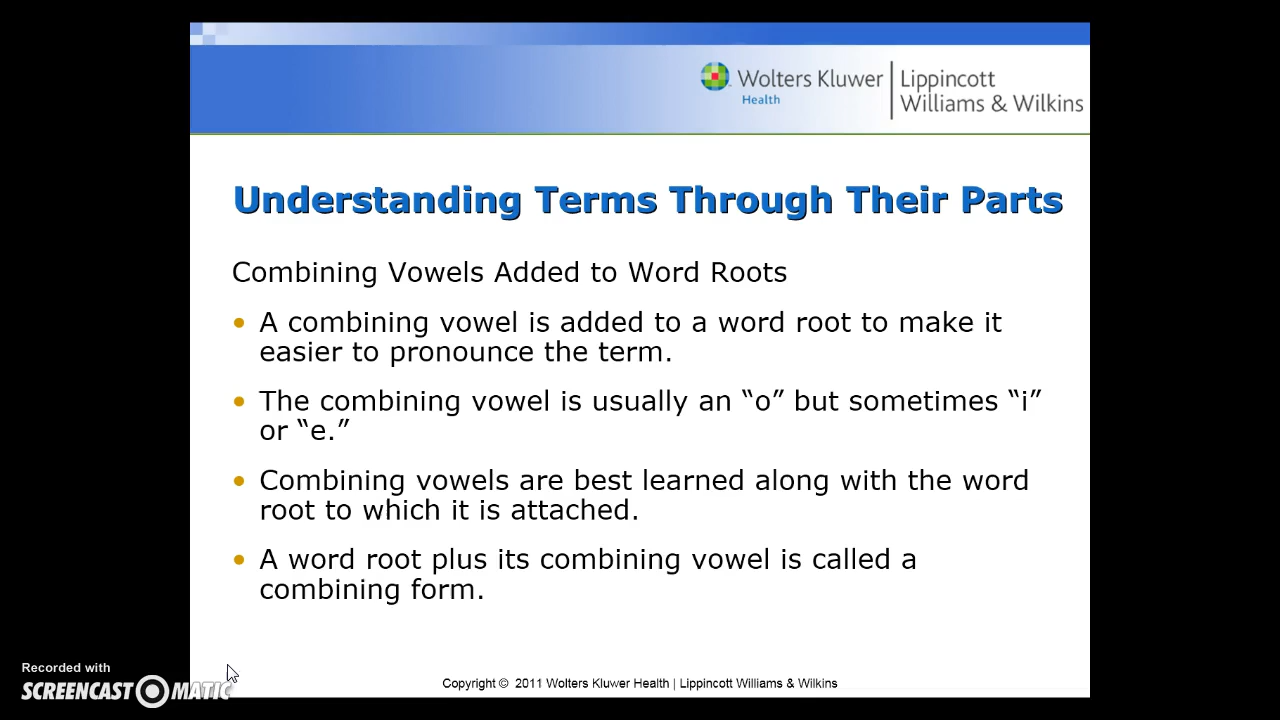 Wolters Kluwer
Health
Lippincott
Williams & Wilkins
Understanding Terms Through Their Parts
Combining Vowels Added to Word Roots
• A combining vowel is added to a word root to make it
easier to pronounce the term.
• The combining vowel is usually an “o” but sometimes “i”
or “e.”
• Combining vowels are best learned along with the word
root to which it is attached.
• A word root plus its combining vowel is called a
combining form.
Recorded with
SCREENCAST MATIC
Copyright © 2011 Wolters Kluwer Health | Lippincott Williams & Wilkins